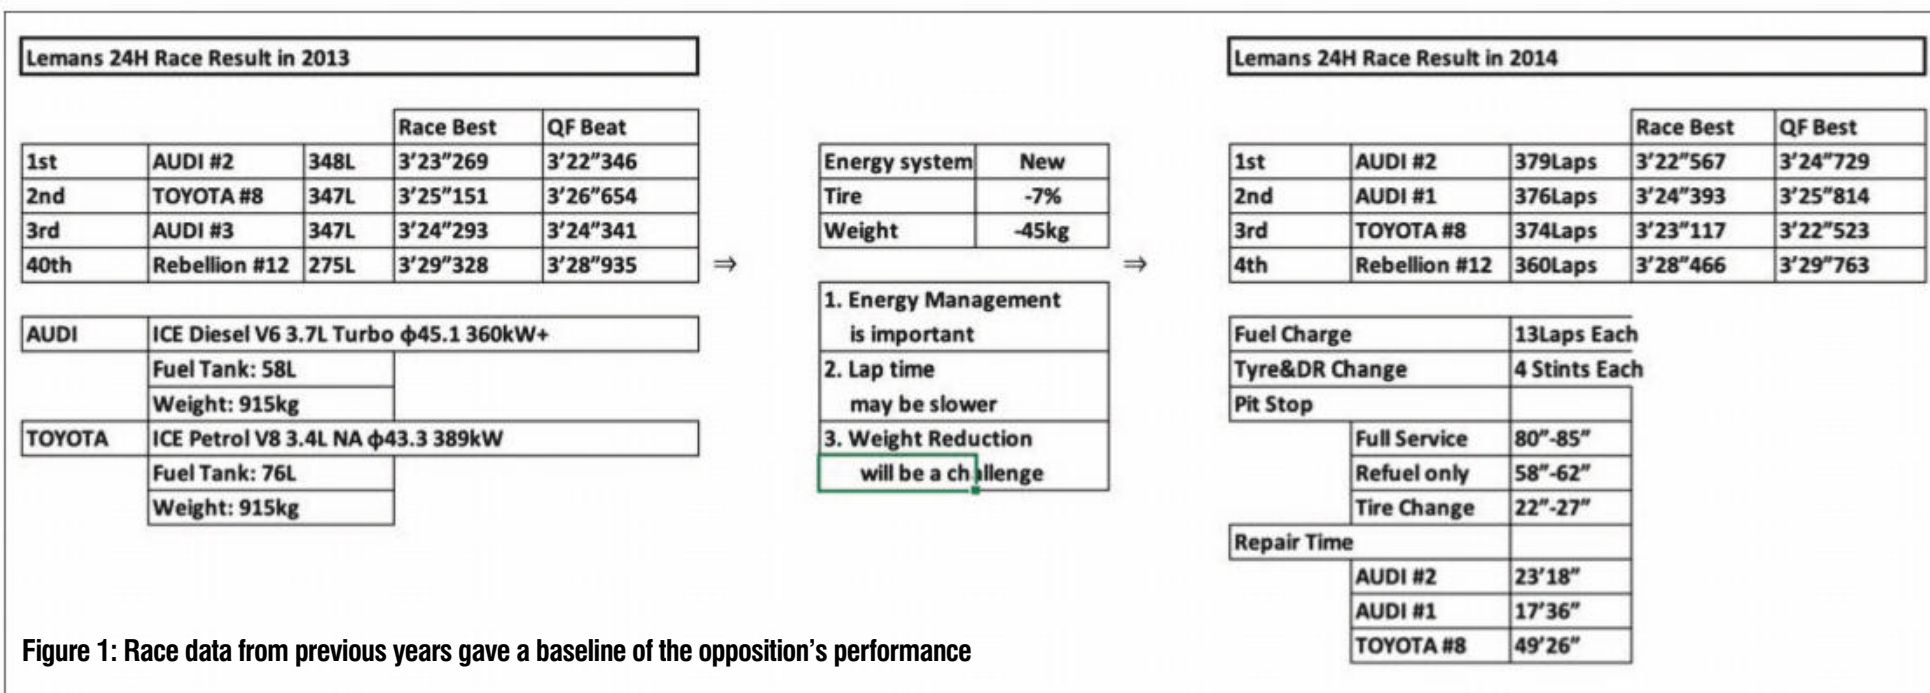 Lemans 24H Race Result in 2013
Race Best QF Beat
1st AUDI #2 348L 3’23”269 3’22”346
2nd TOYOTA #8 347L 3’25”151 3’26”654
3rd AUDI #3 347L 3’24”293 3’24”341
40th Rebellion #12 275L 3’29”328 3’28”935
AUDI ICE Diesel V6 3.7L Turbo ф45.1 360kW+
Fuel Tank: 58L
Weight: 915kg
TOYOTA ICE Petrol V8 3.4L NA ф43.3 389kW
Fuel Tank: 76L
Weight: 915kg
⇒
Energy system New
Tire -7%
Weight -45kg
1. Energy Management
is important
2. Lap time
may be slower
3. Weight Reduction
will be a challenge
⇒
Lemans 24H Race Result in 2014
Race Best QF Best
1st AUDI #2 379Laps 3’22”567 3’24”729
2nd AUDI #1 376Laps 3’24”393 3’25”814
3rd TOYOTA #8 374Laps 3’23”117 3’22”523
4th Rebellion #12 360Laps 3’28”466 3’29”763
Fuel Charge 13Laps Each
Tyre&DR Change 4 Stints Each
Pit Stop
Full Service 80”-85”
Refuel only 58”-62”
Tire Change 22”-27”
Repair Time
AUDI #2 23’18”
AUDI #1 17’36”
TOYOTA #8 49’26”
Figure 1: Race data from previous years gave a baseline of the opposition’s performance